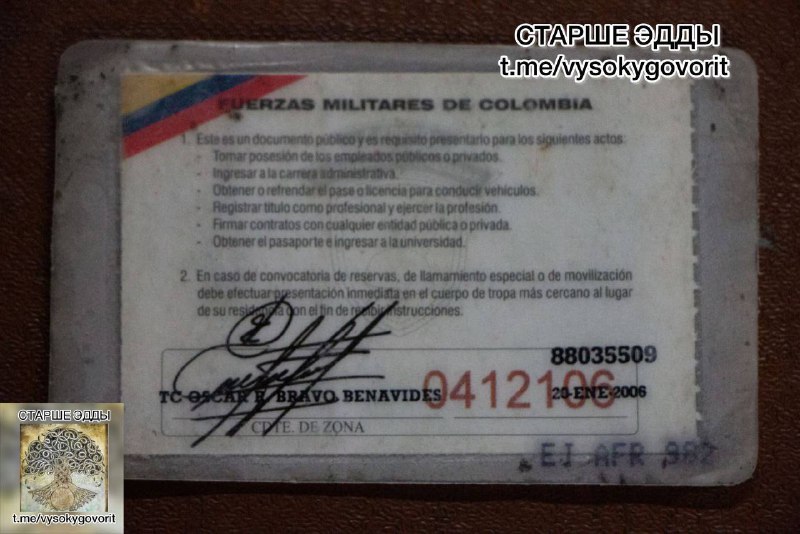 СТАРШЕ ЭДДЫ
t.me/vysokygovorit
FUERZAS MILITARES DE COLOMBIA
1. Este es un documento público y es requisito presentarlo para los siguientes actos:
- Tomar posesión de los empleados públicos o privados.
- Ingresar a la carrera administrativa.
- Obtener o refrendar el pase o licencia para conducir vehículos.
- Registrar título como profesional y ejercer la profesión.
- Firmar contratos con cualquier entidad pública o privada.
- Obtener el pasaporte e ingresar a la universidad.
2. En caso de convocatoria de reservas, de llamamiento especial o de movilización
debe efectuar presentación inmediata en el cuerpo de tropa más cercano al lugar
de su residencia con el fin de recibir instrucciones.
88035509
TC OSCAR R. BRAVO BENAVIDES
0412106
20-ENE-2006
CDTE. DE ZONA
EJ AFR 982
СТАРШЕ ЭДДЫ
t.me/vysokygovorit